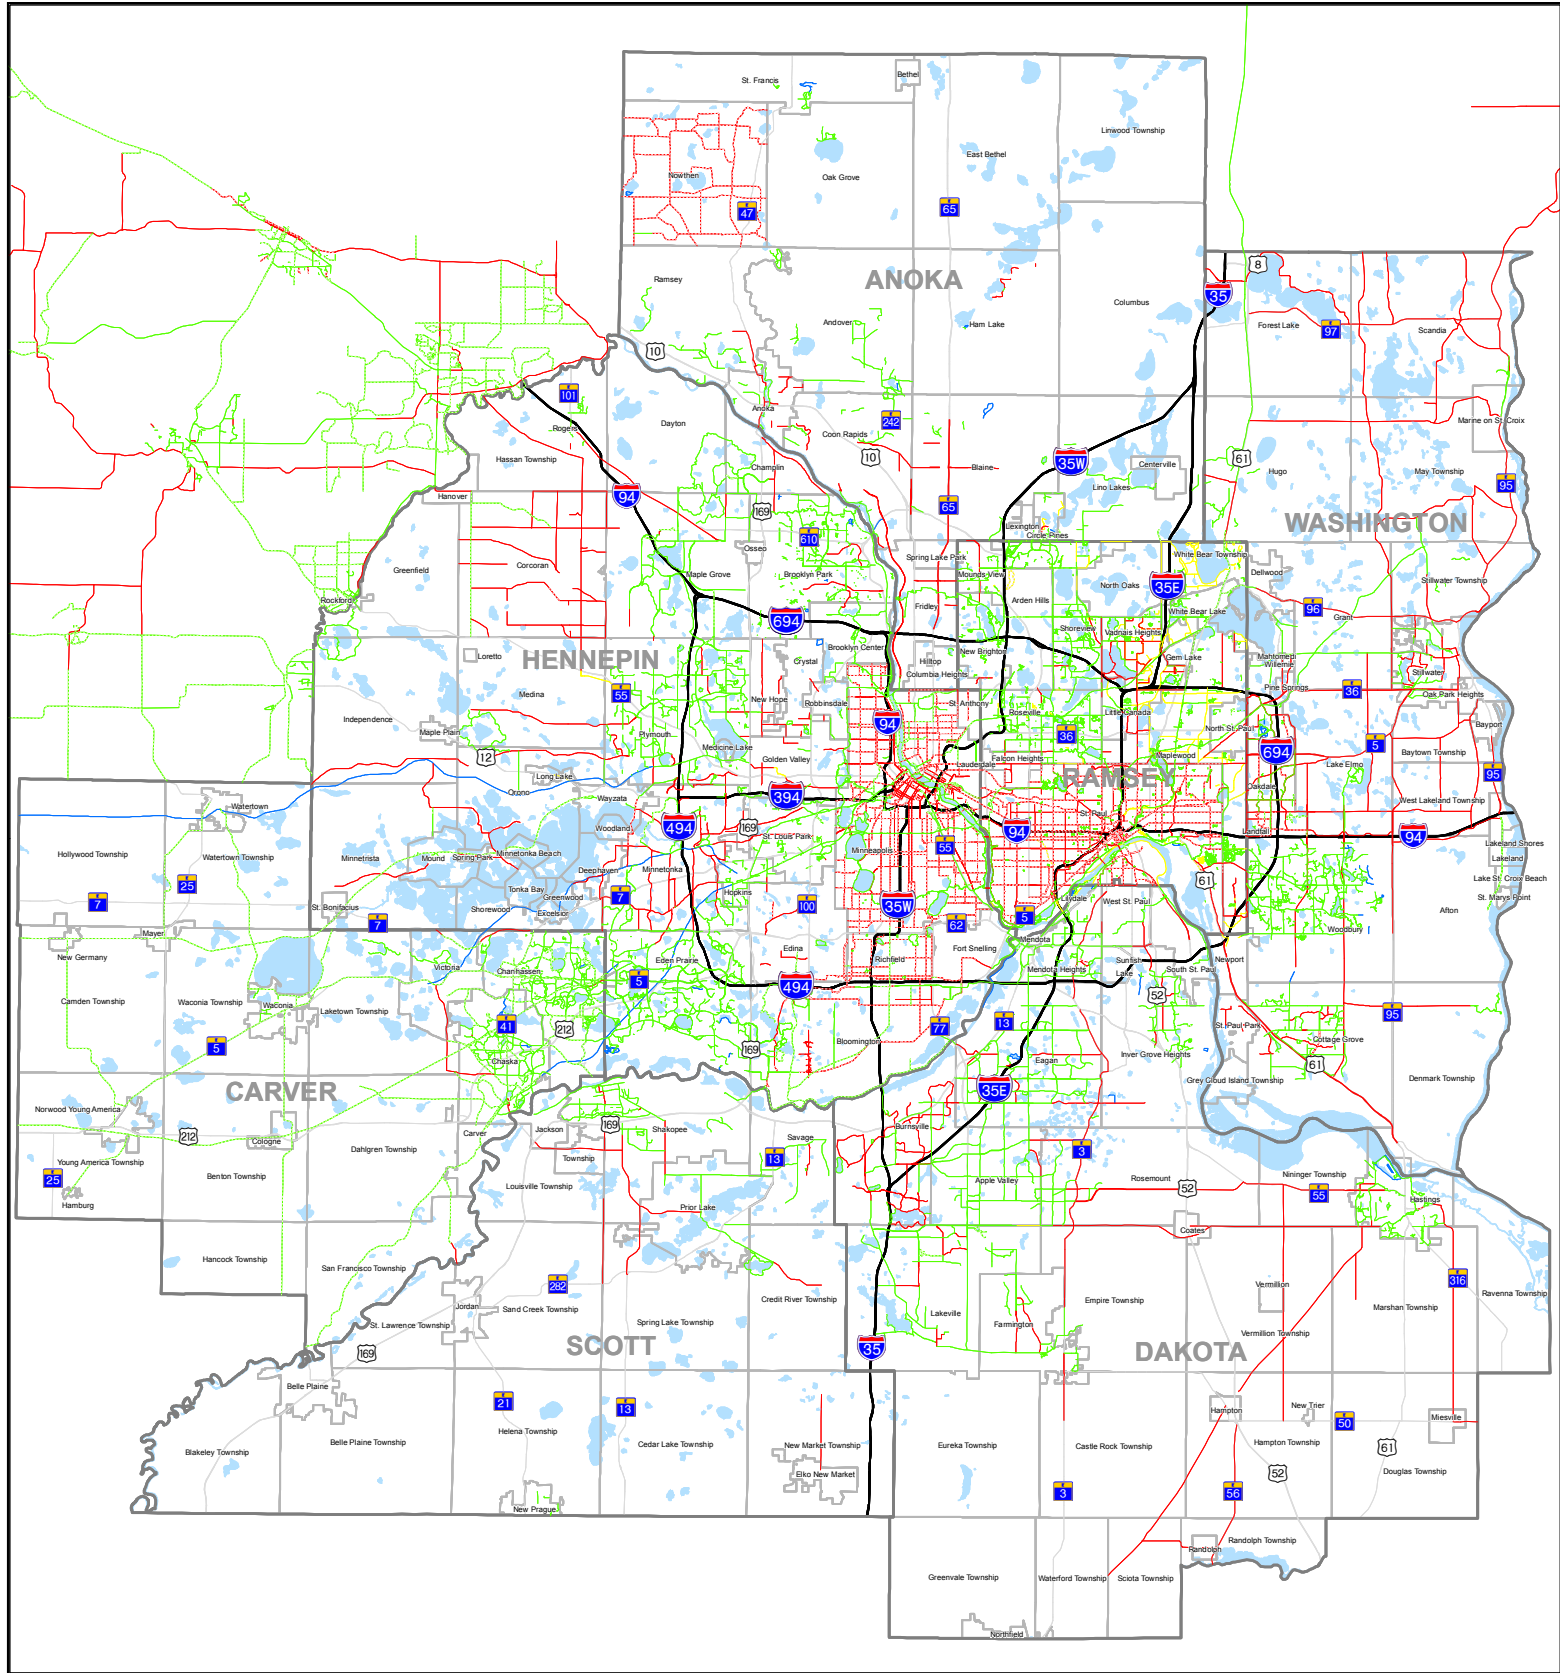 St. Francis
Bethel
Linwood Township
East Bethel
Nowthen
Oak Grove
47
65
8
Ramsey
ANOKA
35
Columbus
Andover
Ham Lake
Forest Lake
97
Scandia
10
101
Anoka
242
Marine on St. Croix
Rogers
Dayton
Coon Rapids
10
Hassan Township
Champlin
Blaine
35W
Centerville
61
Hugo
May Township
Hanover
94
Lino Lakes
95
169
65
WASHINGTON
Lexington
Circle Pines
610
Osseo
Spring Lake Park
White Bear Township
Greenfield
Corcoran
Maple Grove
Brooklyn Park
Mounds View
North Oaks
35E
Dellwood
Stillwater Township
Rockford
Fridley
Arden Hills
White Bear Lake
96
Grant
694
Shoreview
Vadnais Heights
Loretto
HENNEPIN
Brooklyn Center
Crystal
Hilltop
Columbia Heights
New Brighton
Gem Lake
Mahtomedi
Willernie
Stillwater
Medina
55
New Hope
Robbinsdale
St. Anthony
Pine Springs
36
Oak Park Heights
Independence
Maple Plain
Plymouth
94
Roseville
Little Canada
North St. Paul
Bayport
Medicine Lake
36
12
Golden Valley
Lauderdale
Falcon Heights
Maplewood
694
5
Baytown Township
Long Lake
RAMSEY
Lake Elmo
95
Orono
394
Oakdale
Watertown
Wayzata
West Lakeland Township
Woodland
494
169
St. Louis Park
94
St. Paul
Landfall
94
Hollywood Township
Watertown Township
Minnetrista
Mound
Spring Park
Minnetonka Beach
Minneapolis
55
Lakeland Shores
Lakeland
Deephaven
Minnetonka
25
Tonka Bay
Greenwood
7
Hopkins
61
Lake St. Croix Beach
St. Marys Point
7
St. Bonifacius
Shorewood
Excelsior
100
35W
Lilydale
West St. Paul
Afton
7
62
5
Mayer
Mendota
Woodbury
New Germany
Edina
Fort Snelling
Victoria
Chanhassen
Eden Prairie
Richfield
Mendota Heights
Sunfish
Lake
South St. Paul
Newport
5
494
Camden Township
Waconia Township
Waconia
Laketown Township
52
41
212
77
13
95
St. Paul Park
5
169
Bloomington
Cottage Grove
Chaska
Eagan
Inver Grove Heights
61
CARVER
35E
Grey Cloud Island Township
Denmark Township
Norwood Young America
212
Cologne
Carver
Jackson
Township
169
Shakopee
Savage
Burnsville
Dahlgren Township
3
Young America Township
25
Benton Township
13
Louisville Township
Apple Valley
Rosemount
52
Nininger Township
55
Hamburg
Prior Lake
Hastings
Coates
Hancock Township
San Francisco Township
282
Vermillion
316
Jordan
Sand Creek Township
Credit River Township
Empire Township
Marshan Township
Ravenna Township
St. Lawrence Township
Spring Lake Township
Lakeville
Farmington
Vermillion Township
169
SCOTT
35
DAKOTA
Belle Plaine
21
13
Hampton
New Trier
50
Miesville
Blakeley Township
Belle Plaine Township
Helena Township
Cedar Lake Township
New Market Township
Eureka Township
Castle Rock Township
Hampton Township
61
Elko New Market
52
Douglas Township
3
56
New Prague
Randolph
Randolph Township
Greenvale Township
Waterford Township
Sciota Township
Northfield